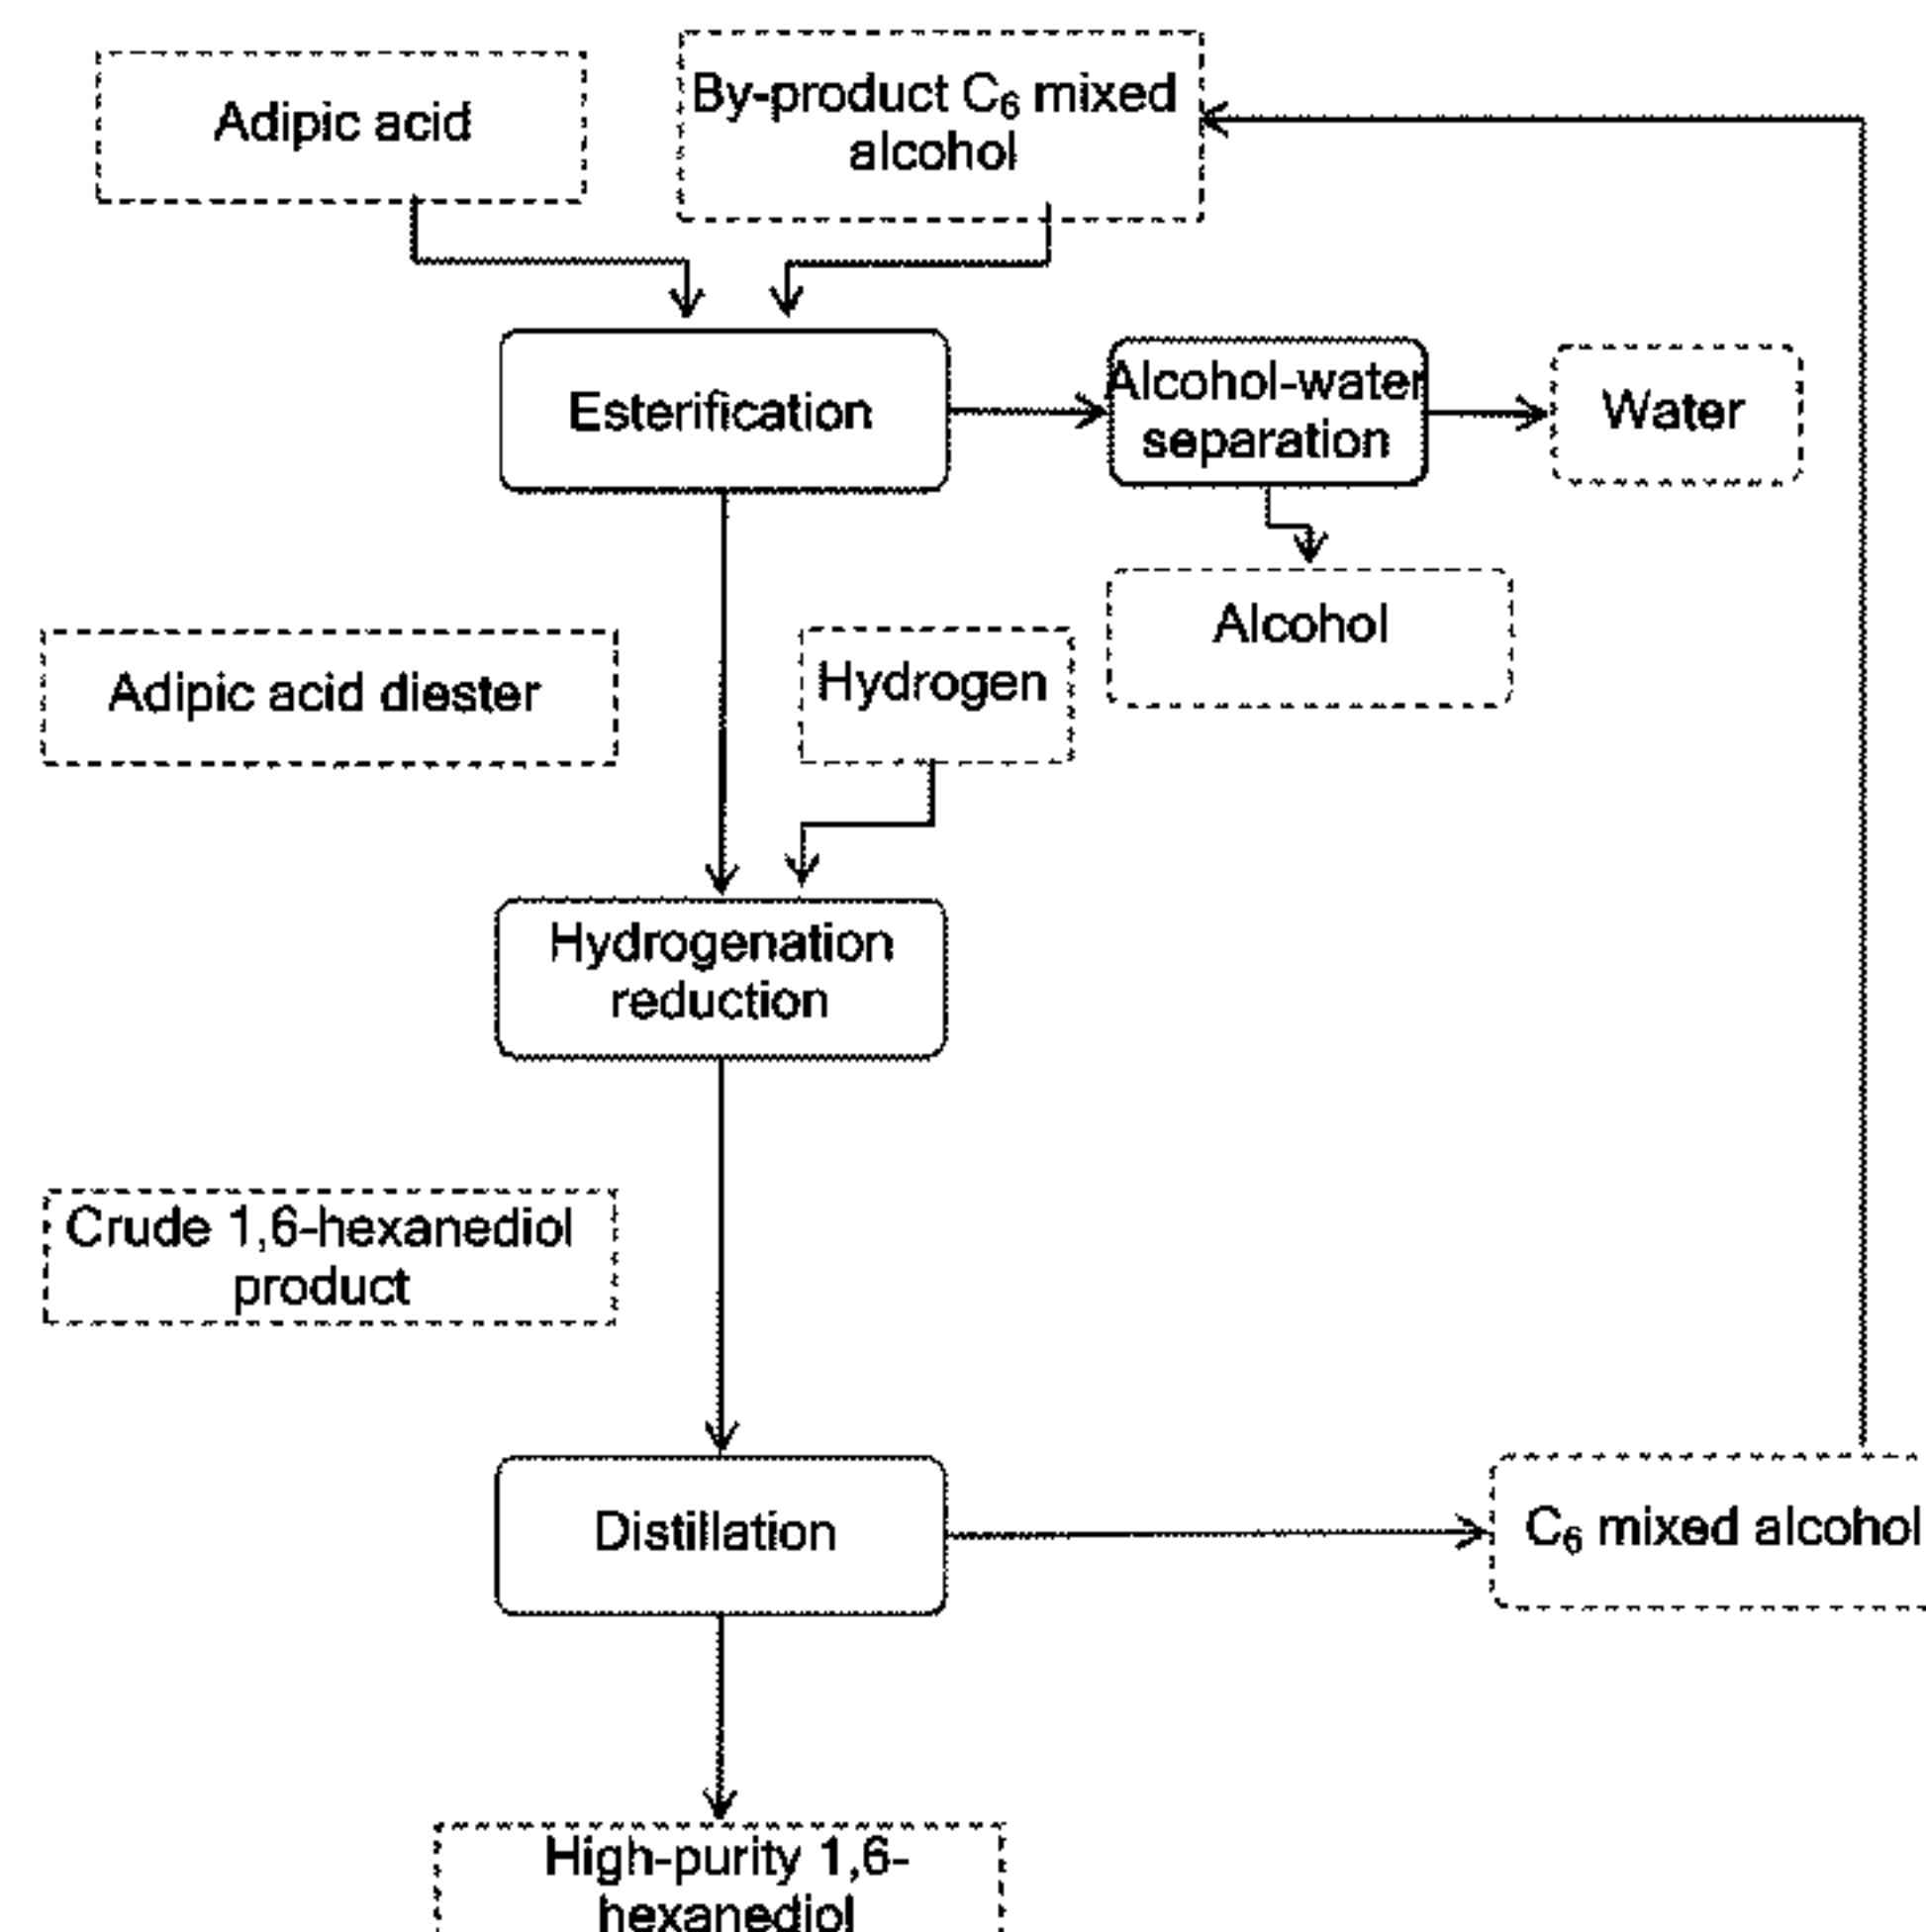 Adipic acid
By-product C₆ mixed
alcohol
Esterification
Alcohol-water
separation
Water
Alcohol
Adipic acid diester
Hydrogen
Hydrogenation
reduction
Crude 1,6-hexanediol
product
Distillation
C₆ mixed alcohol
High-purity 1,6-
hexanediol